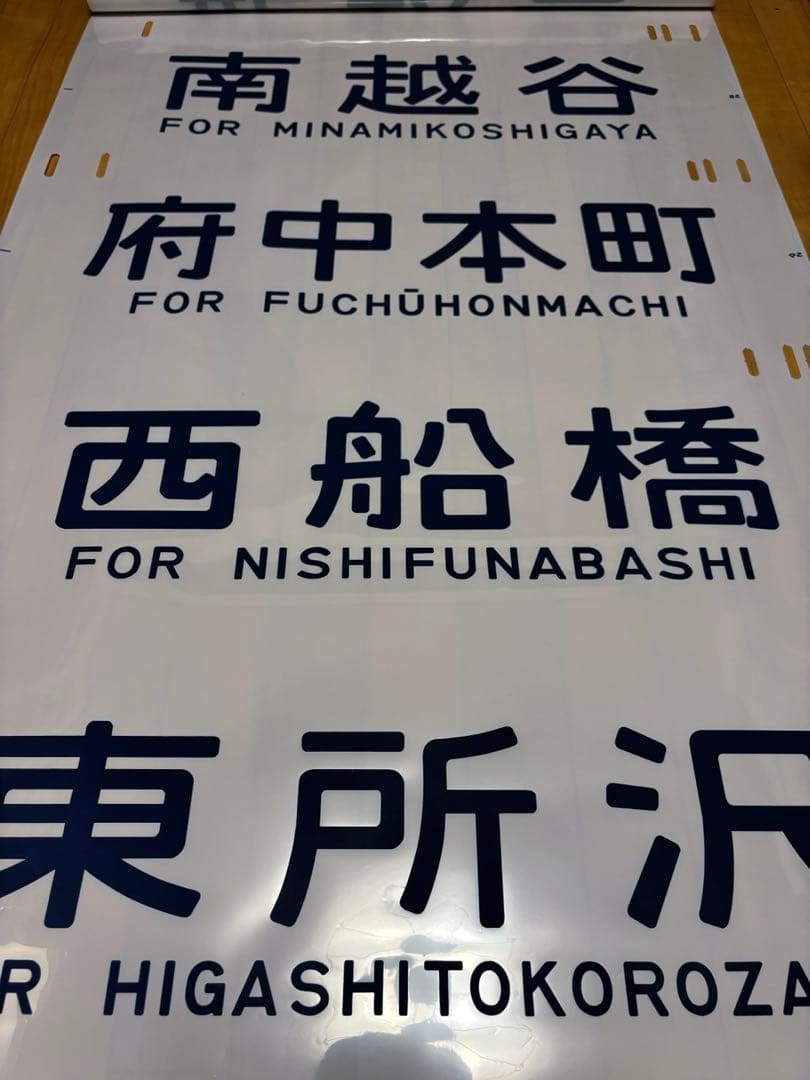 南越谷
FOR MINAMIKOSHIGAYA
府中本町
FOR FUCHŪHONMACHI
西船橋
FOR NISHIFUNABASHI
東所沢
HIGASHITOKOROZA